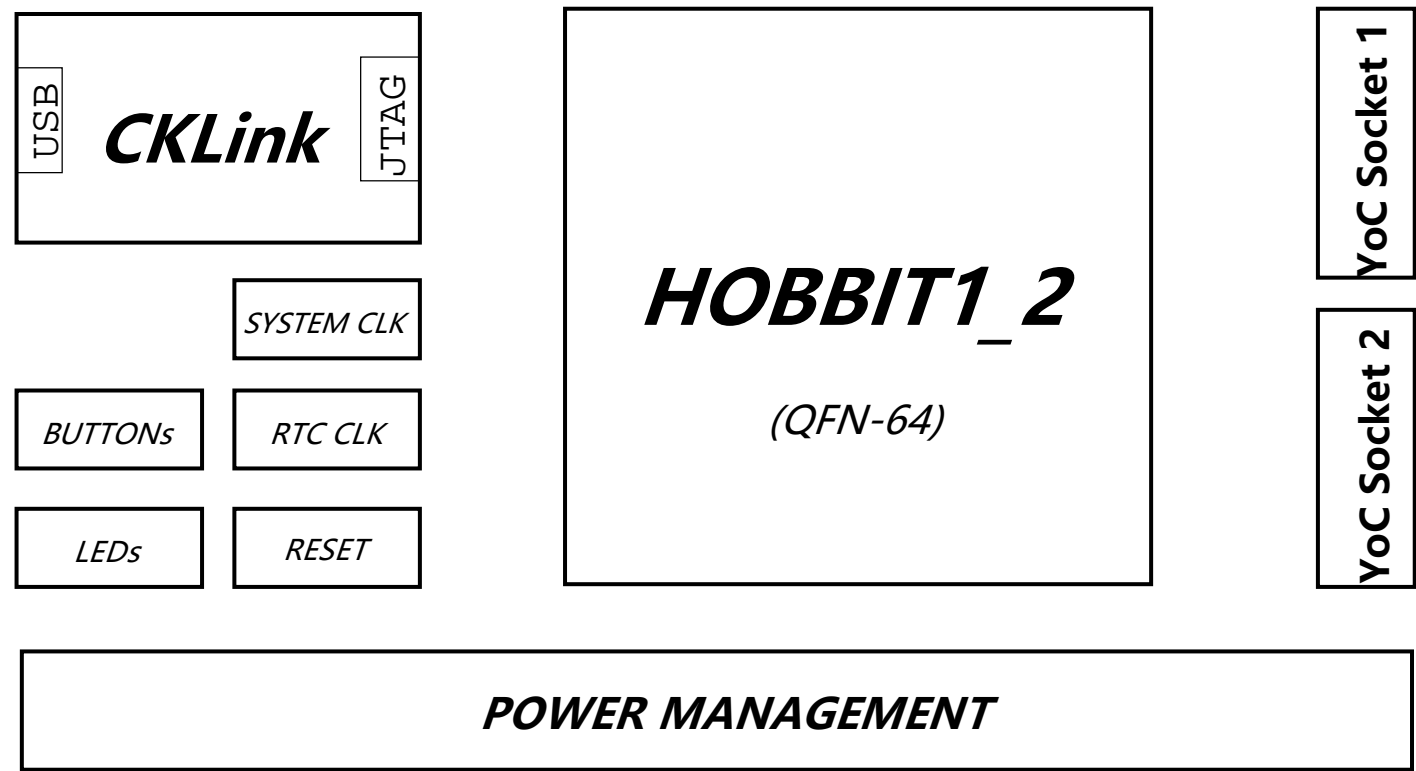 USB
CKLink
JTAG
SYSTEM CLK
BUTTONs
RTC CLK
LEDs
RESET
HOBBIT1_2
(QFN-64)
YoC Socket 1
YoC Socket 2
POWER MANAGEMENT